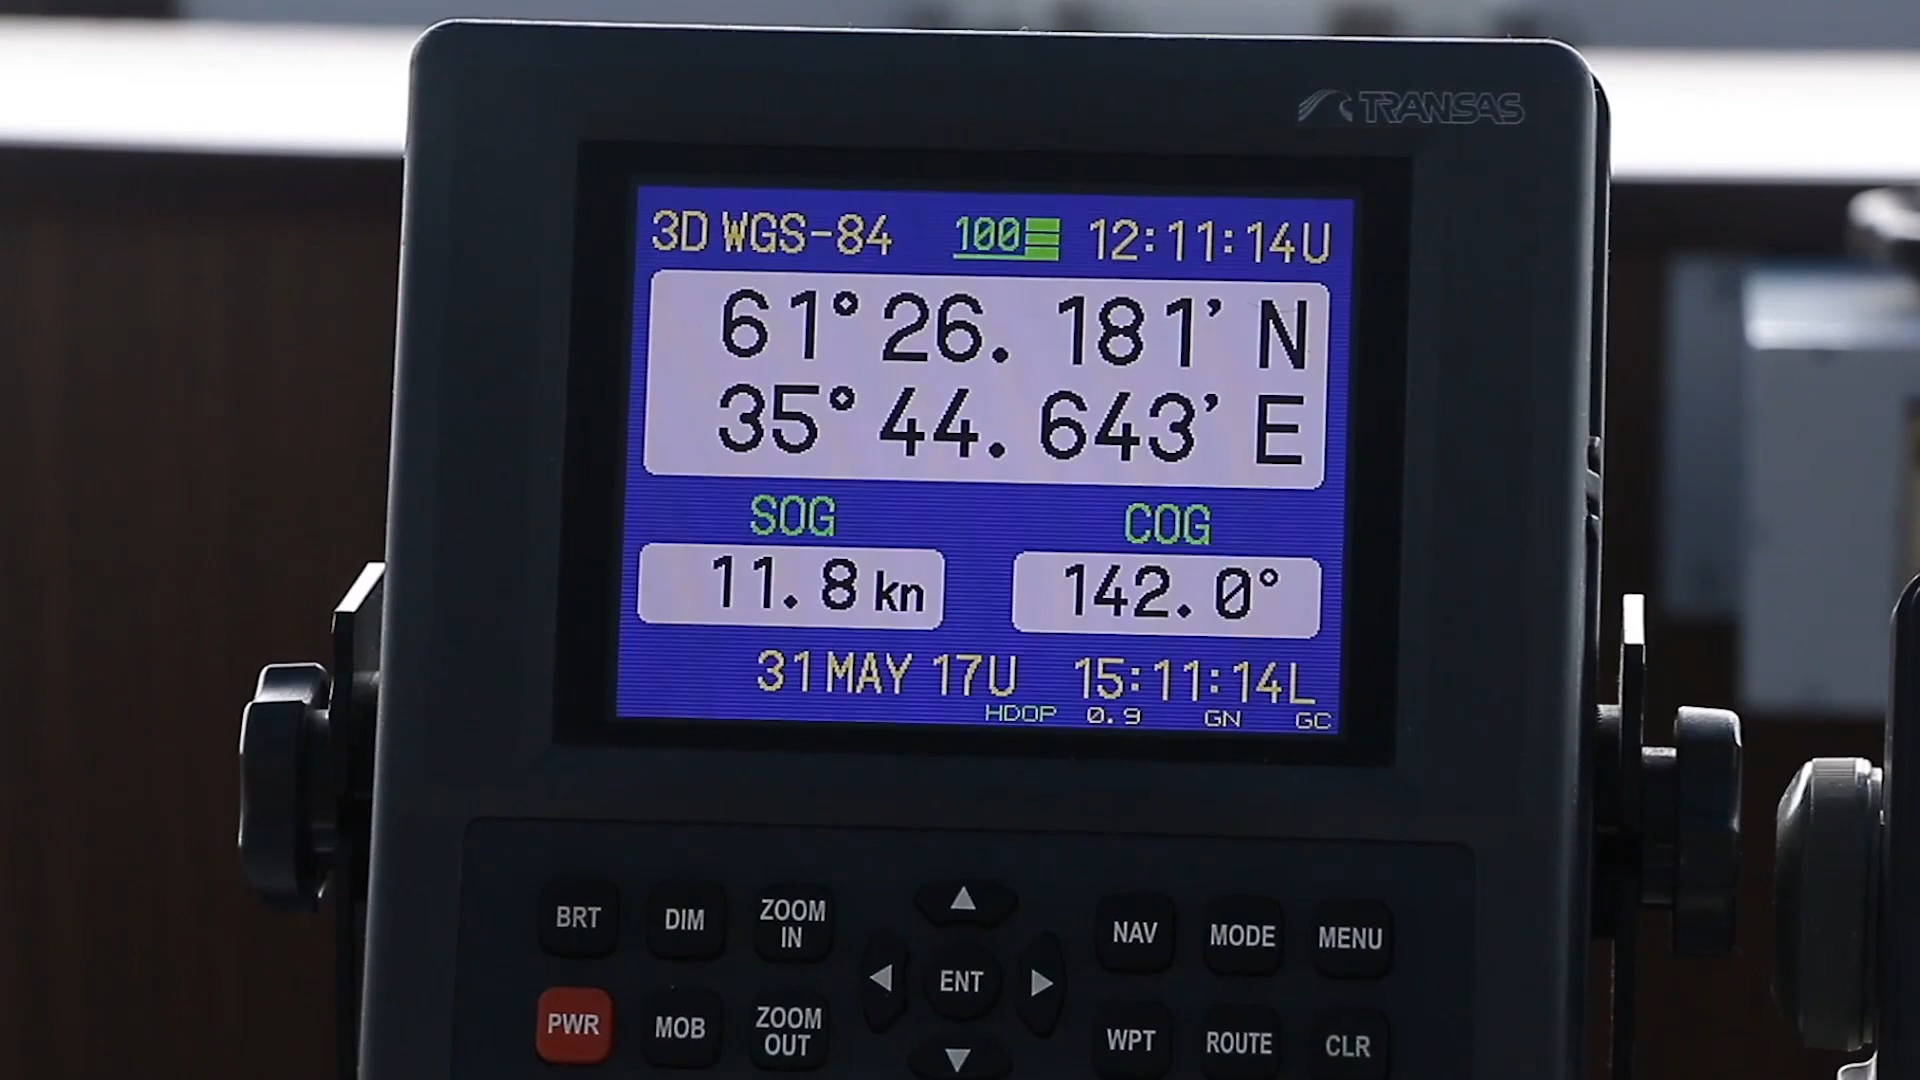 TRANSAS
3D WGS-84 100 12:11:14U
61° 26. 181’ N
35° 44. 643’ E
SOG COG
11. 8 kn 142. 0°
31 MAY 17U 15:11:14L
HDOP 0.9 GN GC
BRT DIM ZOOM IN NAV MODE MENU
ENT
PWR MOB ZOOM OUT WPT ROUTE CLR